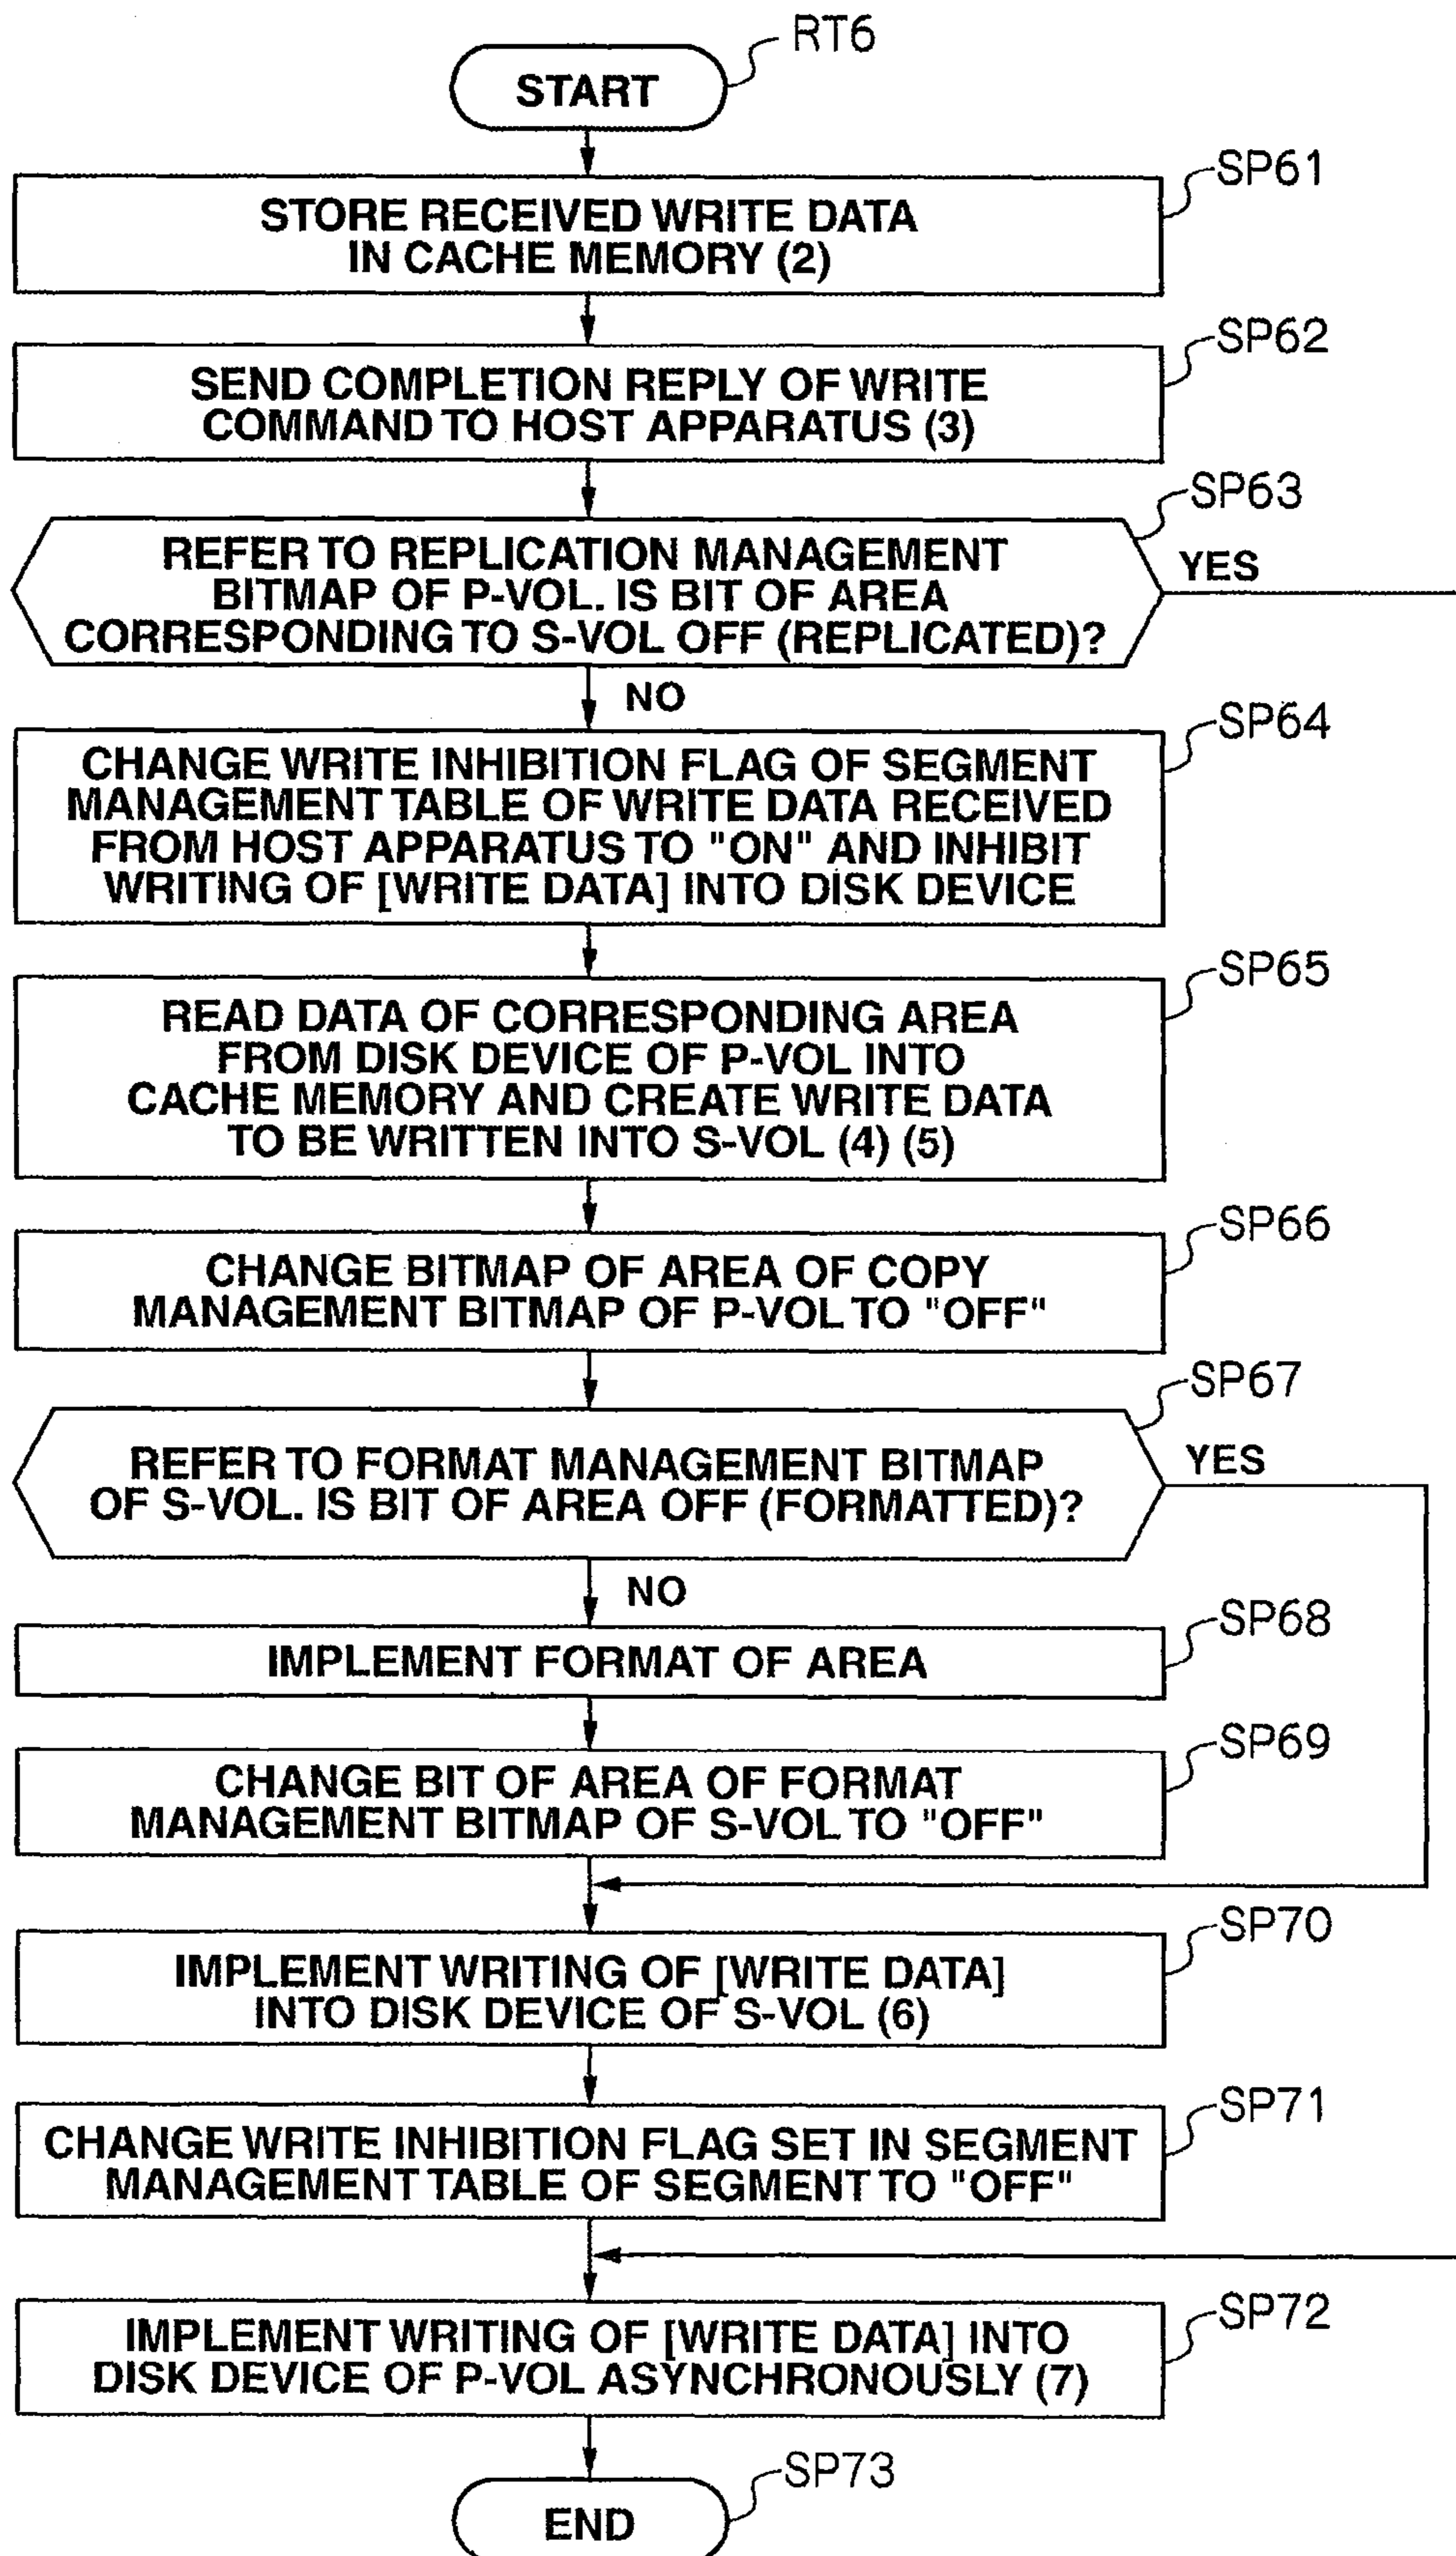 RT6
START
SP61
STORE RECEIVED WRITE DATA
IN CACHE MEMORY (2)
SP62
SEND COMPLETION REPLY OF WRITE
COMMAND TO HOST APPARATUS (3)
SP63
REFER TO REPLICATION MANAGEMENT
BITMAP OF P-VOL. IS BIT OF AREA
CORRESPONDING TO S-VOL OFF (REPLICATED)?
YES
NO
SP64
CHANGE WRITE INHIBITION FLAG OF SEGMENT
MANAGEMENT TABLE OF WRITE DATA RECEIVED
FROM HOST APPARATUS TO "ON" AND INHIBIT
WRITING OF [WRITE DATA] INTO DISK DEVICE
SP65
READ DATA OF CORRESPONDING AREA
FROM DISK DEVICE OF P-VOL INTO
CACHE MEMORY AND CREATE WRITE DATA
TO BE WRITTEN INTO S-VOL (4) (5)
SP66
CHANGE BITMAP OF AREA OF COPY
MANAGEMENT BITMAP OF P-VOL TO "OFF"
SP67
REFER TO FORMAT MANAGEMENT BITMAP
OF S-VOL. IS BIT OF AREA OFF (FORMATTED)?
YES
NO
SP68
IMPLEMENT FORMAT OF AREA
SP69
CHANGE BIT OF AREA OF FORMAT
MANAGEMENT BITMAP OF S-VOL TO "OFF"
SP70
IMPLEMENT WRITING OF [WRITE DATA]
INTO DISK DEVICE OF S-VOL (6)
SP71
CHANGE WRITE INHIBITION FLAG SET IN SEGMENT
MANAGEMENT TABLE OF SEGMENT TO "OFF"
SP72
IMPLEMENT WRITING OF [WRITE DATA] INTO
DISK DEVICE OF P-VOL ASYNCHRONOUSLY (7)
SP73
END